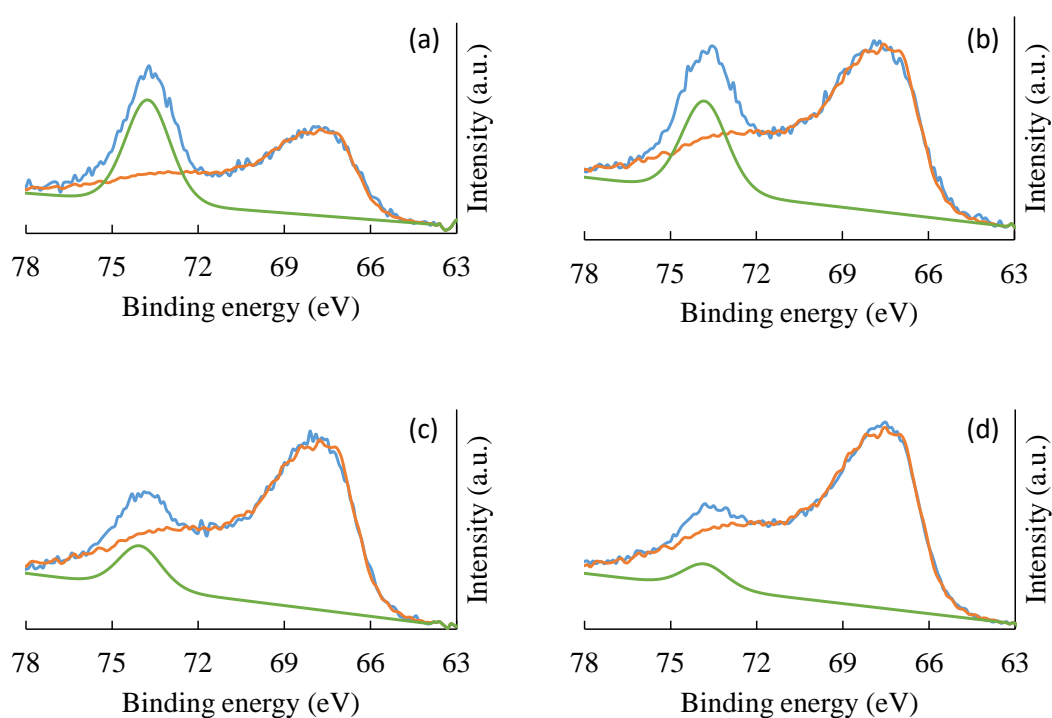 (a)
Intensity (a.u.)
78 75 72 69 66 63
Binding energy (eV)
(b)
Intensity (a.u.)
78 75 72 69 66 63
Binding energy (eV)
(c)
Intensity (a.u.)
78 75 72 69 66 63
Binding energy (eV)
(d)
Intensity (a.u.)
78 75 72 69 66 63
Binding energy (eV)